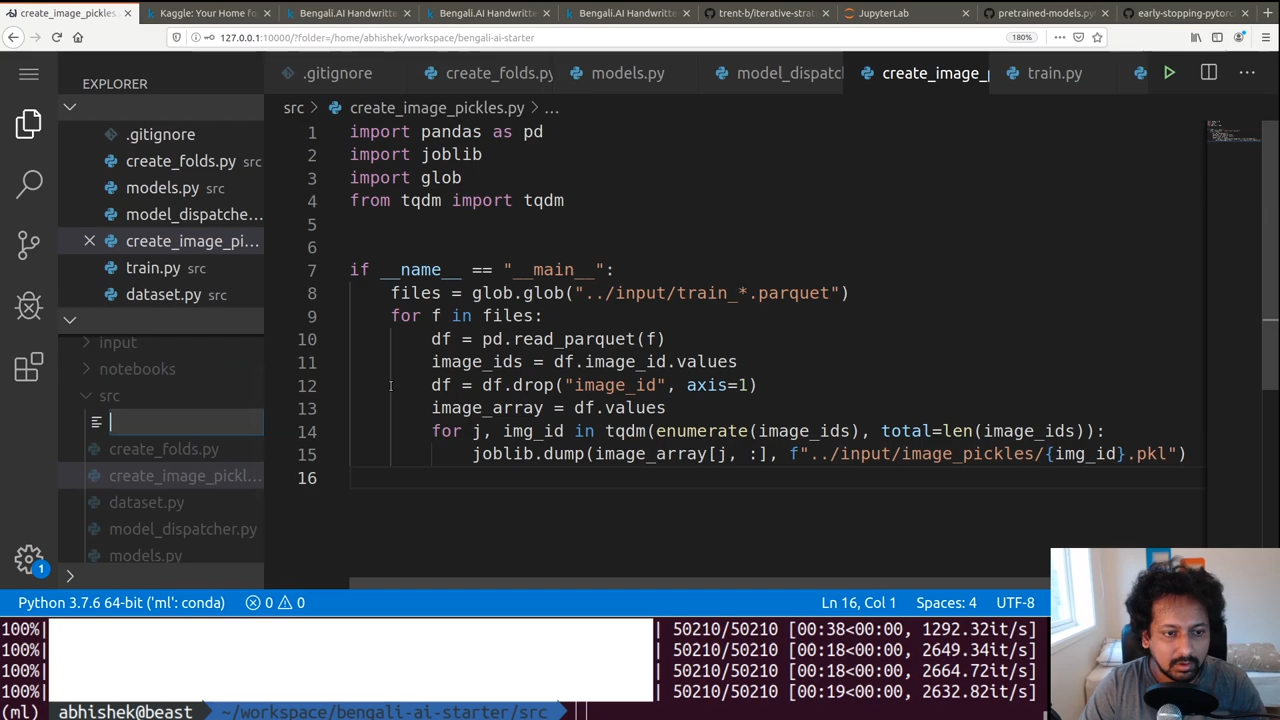 create_image_pickles.
Kaggle: Your Home fo
Bengali.AI Handwritte
Bengali.AI Handwritte
Bengali.AI Handwritte
trent-b/iterative-strat
JupyterLab
pretrained-models.py
early-stopping-pytorc
127.0.0.1:10000/?folder=/home/abhishek/workspace/bengali-ai-starter
180%
EXPLORER
.gitignore
create_folds.py
models.py
model_dispatc
create_image_p
train.py
src > create_image_pickles.py > ...
.gitignore
create_folds.py src
models.py src
model_dispatche...
create_image_pi...
train.py src
dataset.py src
input
notebooks
src
create_folds.py
create_image_pickl...
dataset.py
model_dispatcher.py
models.py
1 import pandas as pd
2 import joblib
3 import glob
4 from tqdm import tqdm
5
6
7 if __name__ == "__main__":
8 files = glob.glob("../input/train_*.parquet")
9 for f in files:
10 df = pd.read_parquet(f)
11 image_ids = df.image_id.values
12 df = df.drop("image_id", axis=1)
13 image_array = df.values
14 for j, img_id in tqdm(enumerate(image_ids), total=len(image_ids)):
15 joblib.dump(image_array[j, :], f"../input/image_pickles/{img_id}.pkl")
16
1
Python 3.7.6 64-bit ('ml': conda)
0 0
Ln 16, Col 1
Spaces: 4
UTF-8
100%| | 50210/50210 [00:38<00:00, 1292.32it/s]
100%| | 50210/50210 [00:18<00:00, 2649.34it/s]
100%| | 50210/50210 [00:18<00:00, 2664.72it/s]
100%| | 50210/50210 [00:19<00:00, 2632.82it/s]
(ml) abhishek@beast ~/workspace/bengali-ai-starter/src